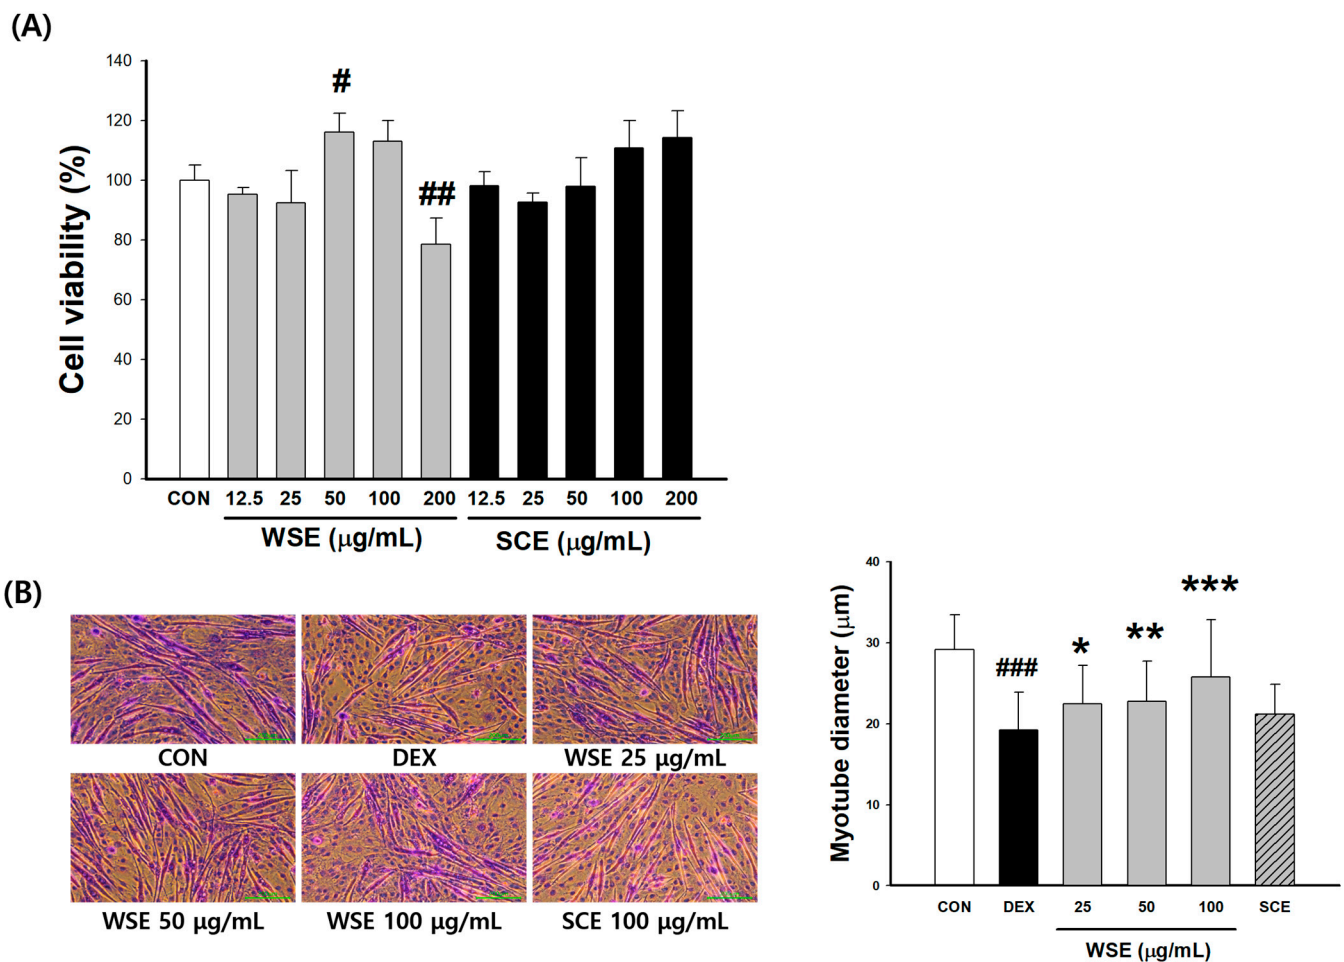 (A)
140
120
100
80
60
40
20
0
Cell viability (%)
#
##
CON 12.5 25 50 100 200 12.5 25 50 100 200
WSE (μg/mL) SCE (μg/mL)
(B)
CON DEX WSE 25 μg/mL
WSE 50 μg/mL WSE 100 μg/mL SCE 100 μg/mL
40
30
20
10
0
Myotube diameter (μm)
###
*
**
***
CON DEX 25 50 100 SCE
WSE (μg/mL)